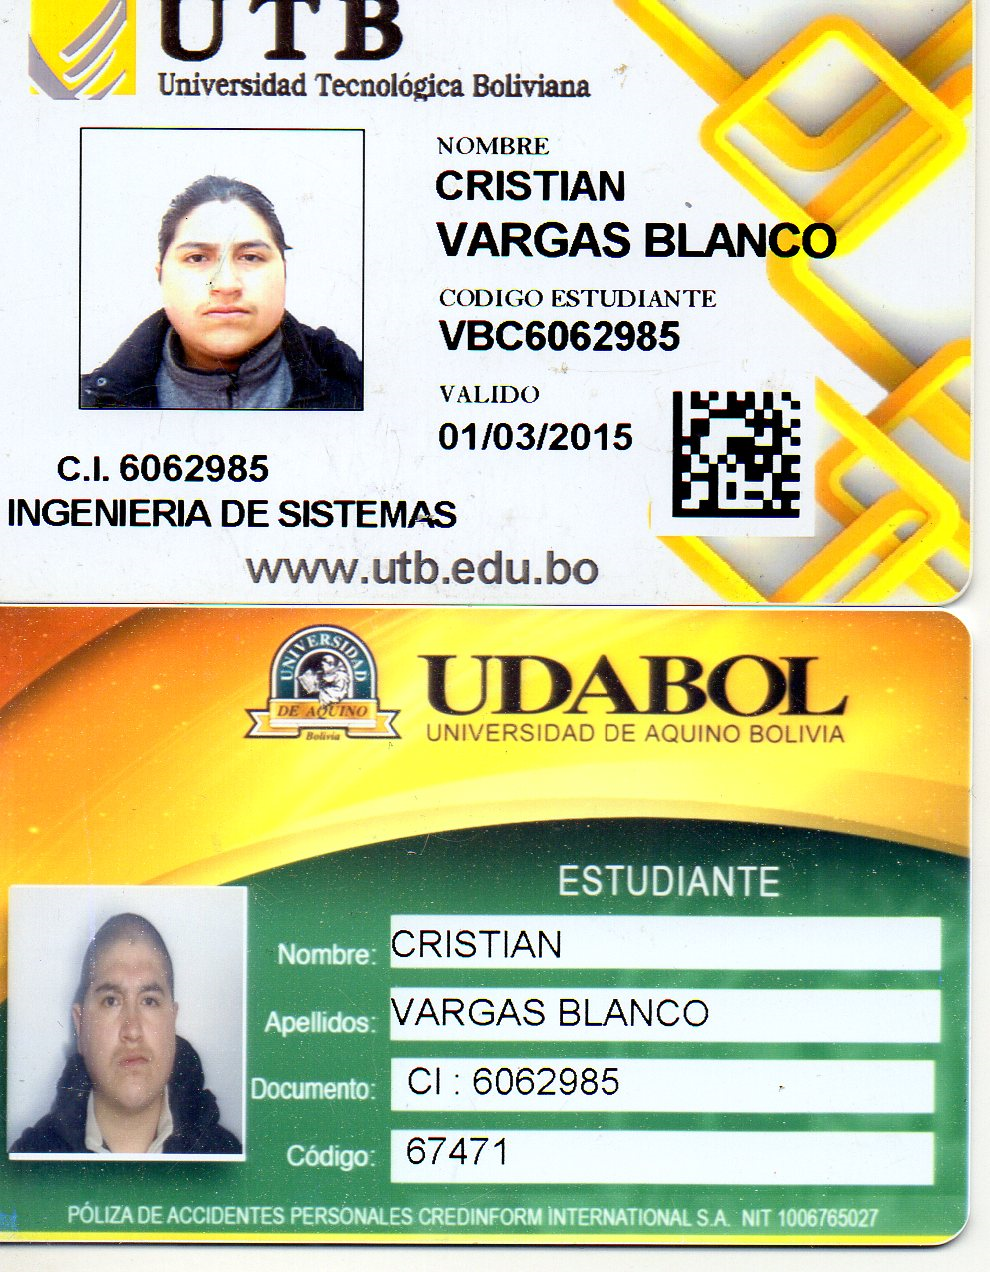 UTB
Universidad Tecnológica Boliviana
NOMBRE
CRISTIAN
VARGAS BLANCO
CODIGO ESTUDIANTE
VBC6062985
VALIDO
01/03/2015
C.I. 6062985
INGENIERIA DE SISTEMAS
www.utb.edu.bo
UNIVERSIDAD
DE AQUINO
Bolivia
UDABOL
UNIVERSIDAD DE AQUINO BOLIVIA
ESTUDIANTE
Nombre: CRISTIAN
Apellidos: VARGAS BLANCO
Documento: CI : 6062985
Código: 67471
PÓLIZA DE ACCIDENTES PERSONALES CREDINFORM INTERNATIONAL S.A. NIT 1006765027